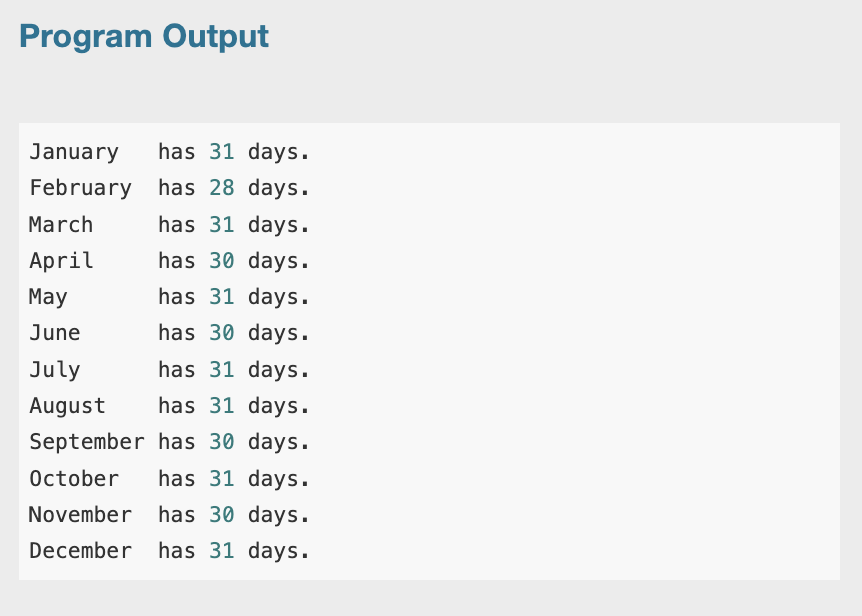 Program Output
January   has 31 days.
February  has 28 days.
March     has 31 days.
April     has 30 days.
May       has 31 days.
June      has 30 days.
July      has 31 days.
August    has 31 days.
September has 30 days.
October   has 31 days.
November  has 30 days.
December  has 31 days.